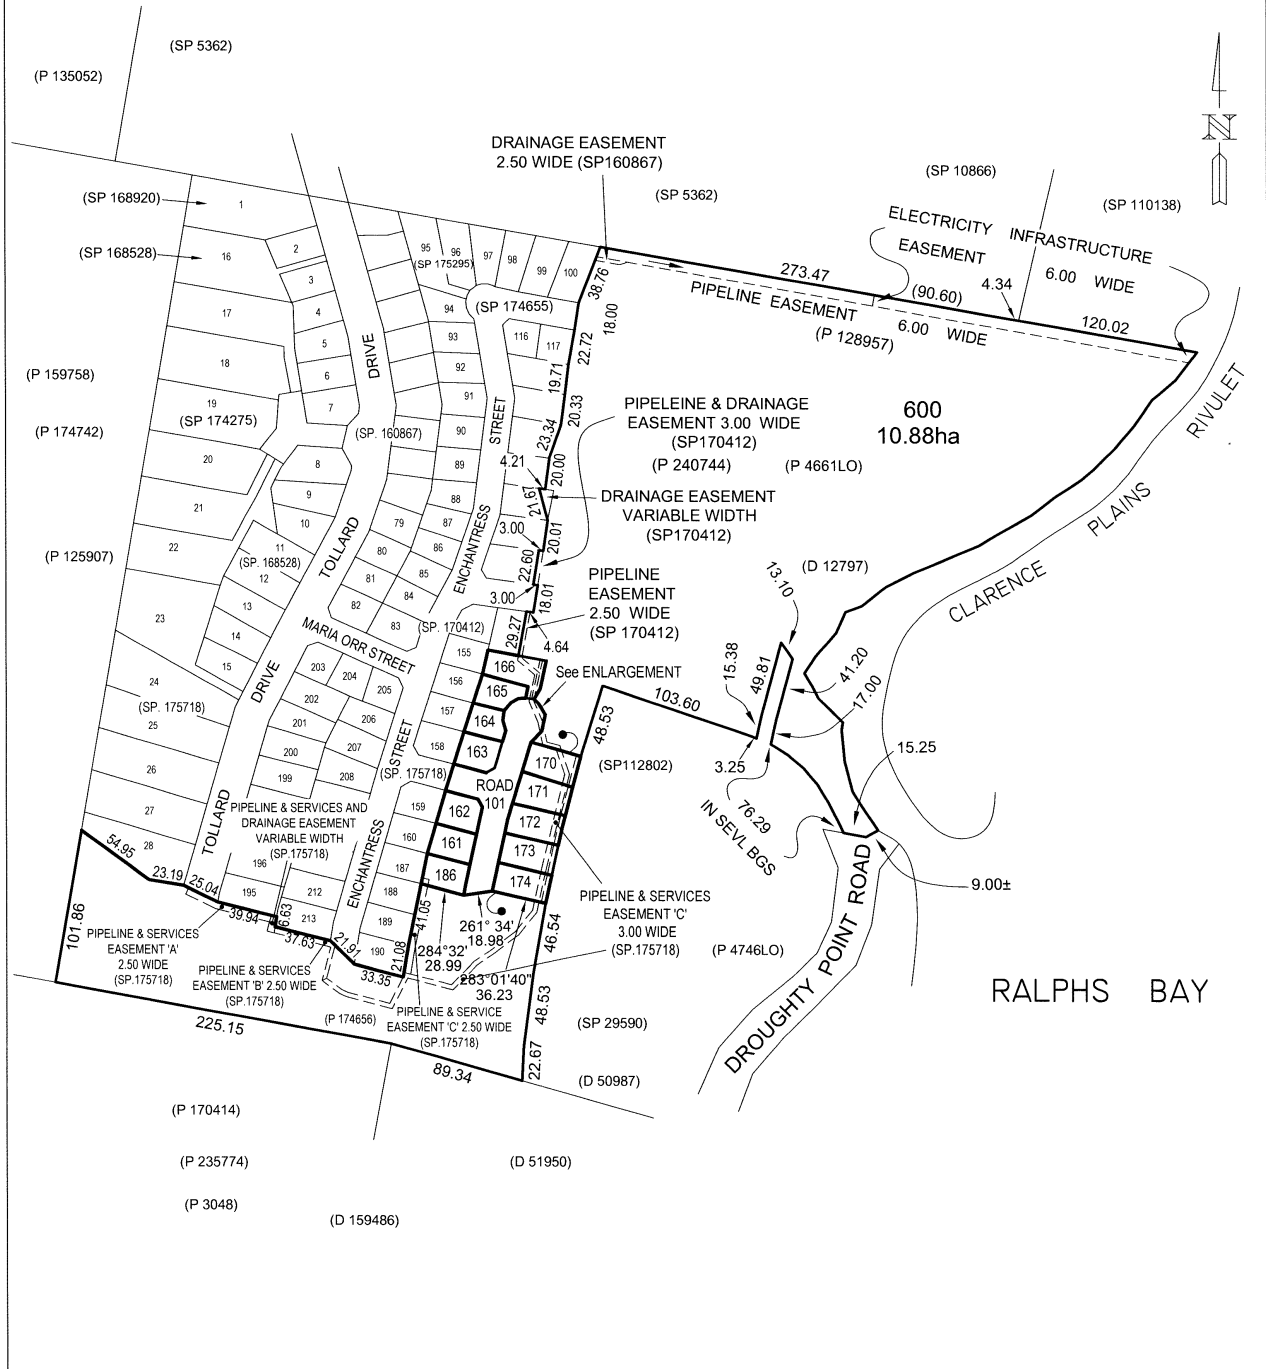 (SP 5362)
(P 135052)
N
DRAINAGE EASEMENT
2.50 WIDE (SP160867)
(SP 5362)
(SP 10866)
(SP 110138)
(SP 168920)
1
(SP 168528)
16
2
3
17
4
5
18
6
7
19
(SP 174275)
20
8
9
21
10
22
11
(SP. 168528)
12
13
23
14
15
24
(SP. 175718)
25
26
27
28
(P 159758)
(P 174742)
(P 125907)
ELECTRICITY INFRASTRUCTURE
EASEMENT 6.00 WIDE
273.47
(90.60)
4.34
120.02
PIPELINE EASEMENT
6.00 WIDE
(P 128957)
95
96
97
98
99
100
(SP 175295)
(SP 174655)
94
93
92
91
90
89
88
87
86
85
84
83
116
117
79
80
81
82
DRIVE
(SP. 160867)
TOLLARD
STREET
ENCHANTRESS
MARIA ORR STREET
DRIVE
TOLLARD
STREET
ENCHANTRESS
38.76
18.00
22.72
19.71
20.33
23.34
20.00
4.21
21.67
3.00
20.01
22.60
3.00
18.01
29.27
4.64
PIPELEINE & DRAINAGE
EASEMENT 3.00 WIDE
(SP170412)
600
10.88ha
(P 240744)
(P 4661LO)
DRAINAGE EASEMENT
VARIABLE WIDTH
(SP170412)
PIPELINE
EASEMENT
2.50 WIDE
(SP 170412)
(D 12797)
CLARENCE PLAINS RIVULET
(SP. 170412)
See ENLARGEMENT
155
156
157
158
159
160
187
188
189
190
(SP. 175718)
203
204
205
202
206
201
207
200
208
199
196
195
212
213
166
165
164
163
162
161
186
ROAD
101
170
171
172
173
174
103.60
48.53
(SP112802)
13.10
15.38
49.81
41.20
17.00
15.25
3.25
76.29
IN SEVL BGS
9.00±
DROUGHTY POINT ROAD
RALPHS BAY
PIPELINE & SERVICES AND
DRAINAGE EASEMENT
VARIABLE WIDTH
(SP.175718)
54.95
23.19
25.04
39.94
6.63
37.63
21.91
33.35
21.08
41.05
101.86
PIPELINE & SERVICES
EASEMENT 'A'
2.50 WIDE
(SP.175718)
PIPELINE & SERVICES
EASEMENT 'B' 2.50 WIDE
(SP.175718)
PIPELINE & SERVICE
EASEMENT 'C' 2.50 WIDE
(SP.175718)
PIPELINE & SERVICES
EASEMENT 'C'
3.00 WIDE
(SP.175718)
261° 34'
18.98
284°32'
28.99
283°01'40"
36.23
46.54
48.53
22.67
(P 4746LO)
(P 174656)
225.15
89.34
(SP 29590)
(D 50987)
(P 170414)
(P 235774)
(D 51950)
(P 3048)
(D 159486)